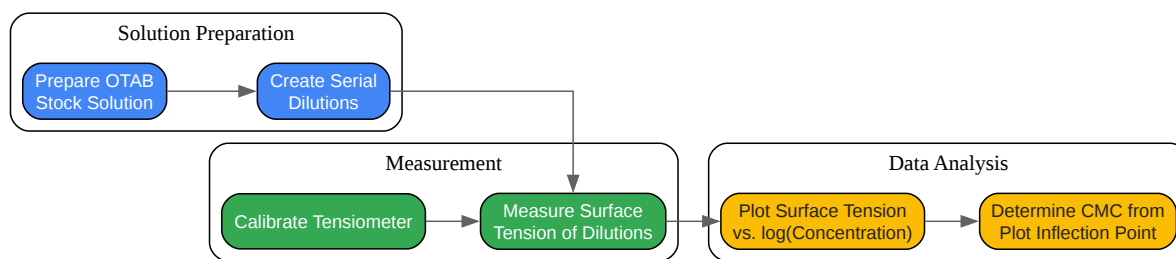 Solution Preparation
Prepare OTAB
Stock Solution
Create Serial
Dilutions
Measurement
Calibrate Tensiometer
Measure Surface
Tension of Dilutions
Data Analysis
Plot Surface Tension
vs. log(Concentration)
Determine CMC from
Plot Inflection Point